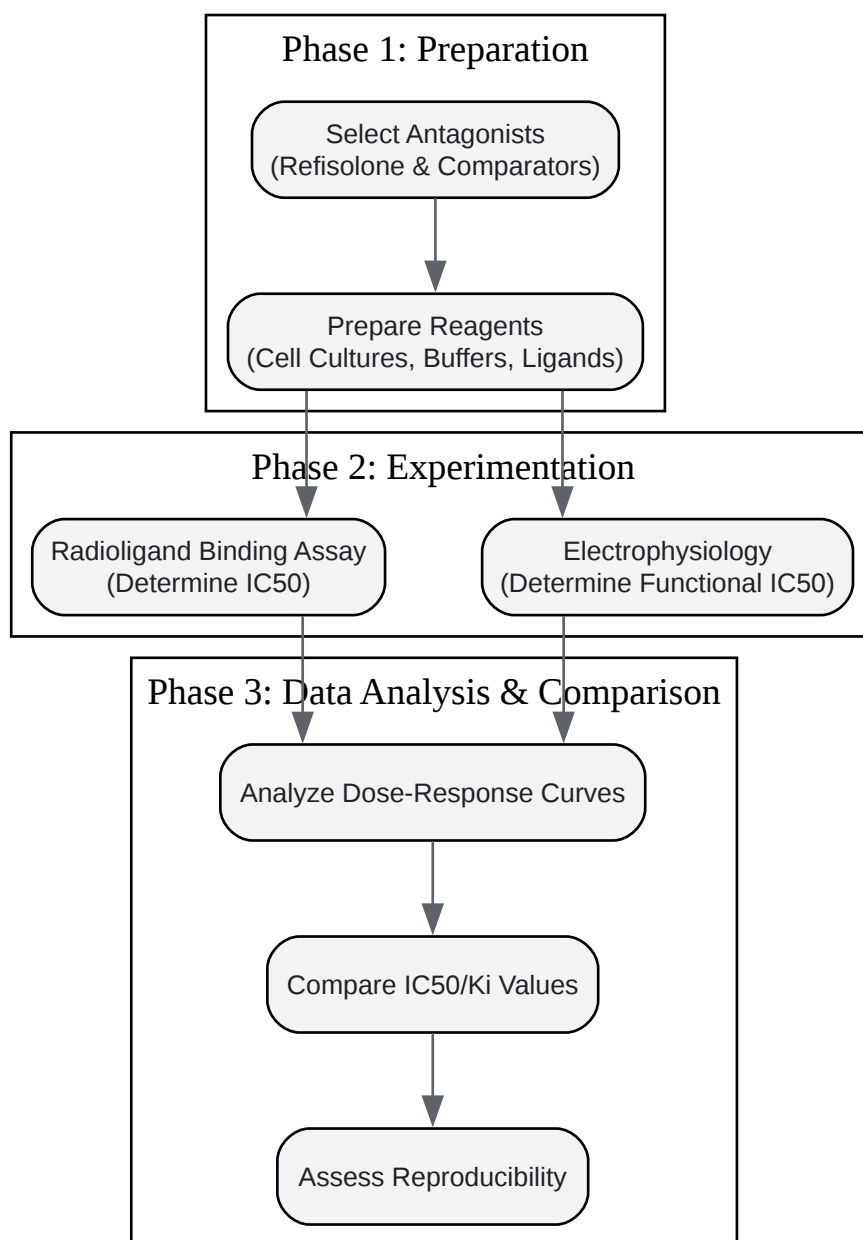 Phase 1: Preparation
Select Antagonists
(Refisolone & Comparators)
Prepare Reagents
(Cell Cultures, Buffers, Ligands)
Phase 2: Experimentation
Radioligand Binding Assay
(Determine IC50)
Electrophysiology
(Determine Functional IC50)
Phase 3: Data Analysis & Comparison
Analyze Dose-Response Curves
Compare IC50/Ki Values
Assess Reproducibility